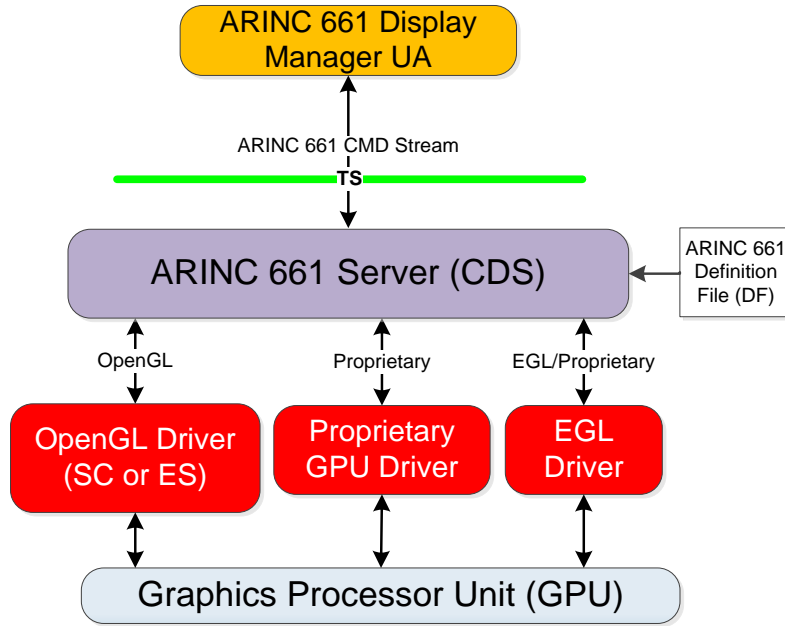 ARINC 661 Display
Manager UA
ARINC 661 CMD Stream
TS
ARINC 661 Server (CDS)
ARINC 661
Definition
File (DF)
OpenGL
Proprietary
EGL/Proprietary
OpenGL Driver
(SC or ES)
Proprietary
GPU Driver
EGL
Driver
Graphics Processor Unit (GPU)